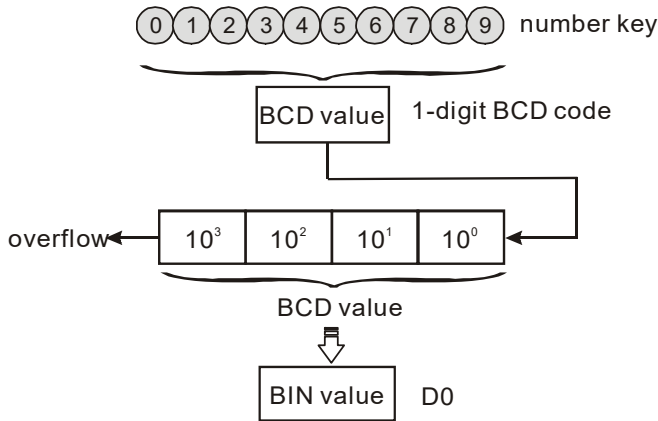 0 1 2 3 4 5 6 7 8 9 number key
BCD value 1-digit BCD code
overflow 10³ 10² 10¹ 10⁰
BCD value
BIN value D0